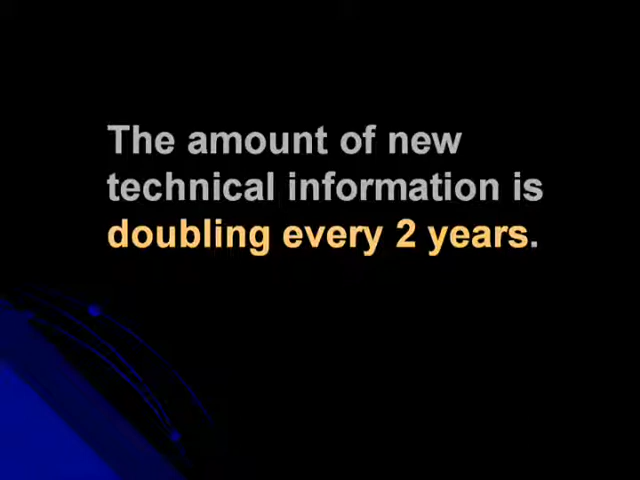 The amount of new
technical information is
doubling every 2 years.